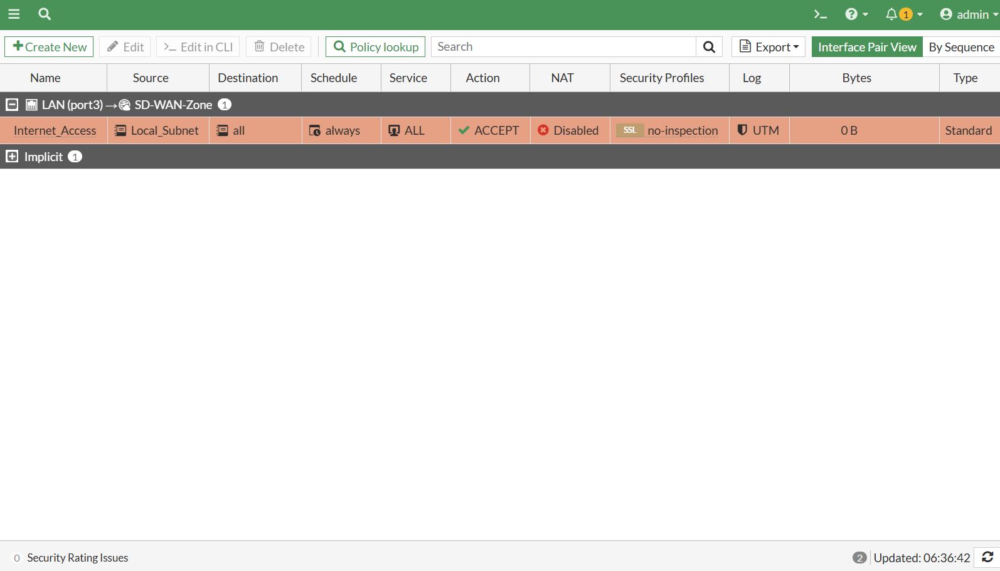 1 admin
Create New Edit Edit in CLI Delete Policy lookup Search Export Interface Pair View By Sequence
Name Source Destination Schedule Service Action NAT Security Profiles Log Bytes Type
LAN (port3) → SD-WAN-Zone 1
Internet_Access Local_Subnet all always ALL ACCEPT Disabled SSL no-inspection UTM 0 B Standard
Implicit 1
0 Security Rating Issues 2 Updated: 06:36:42